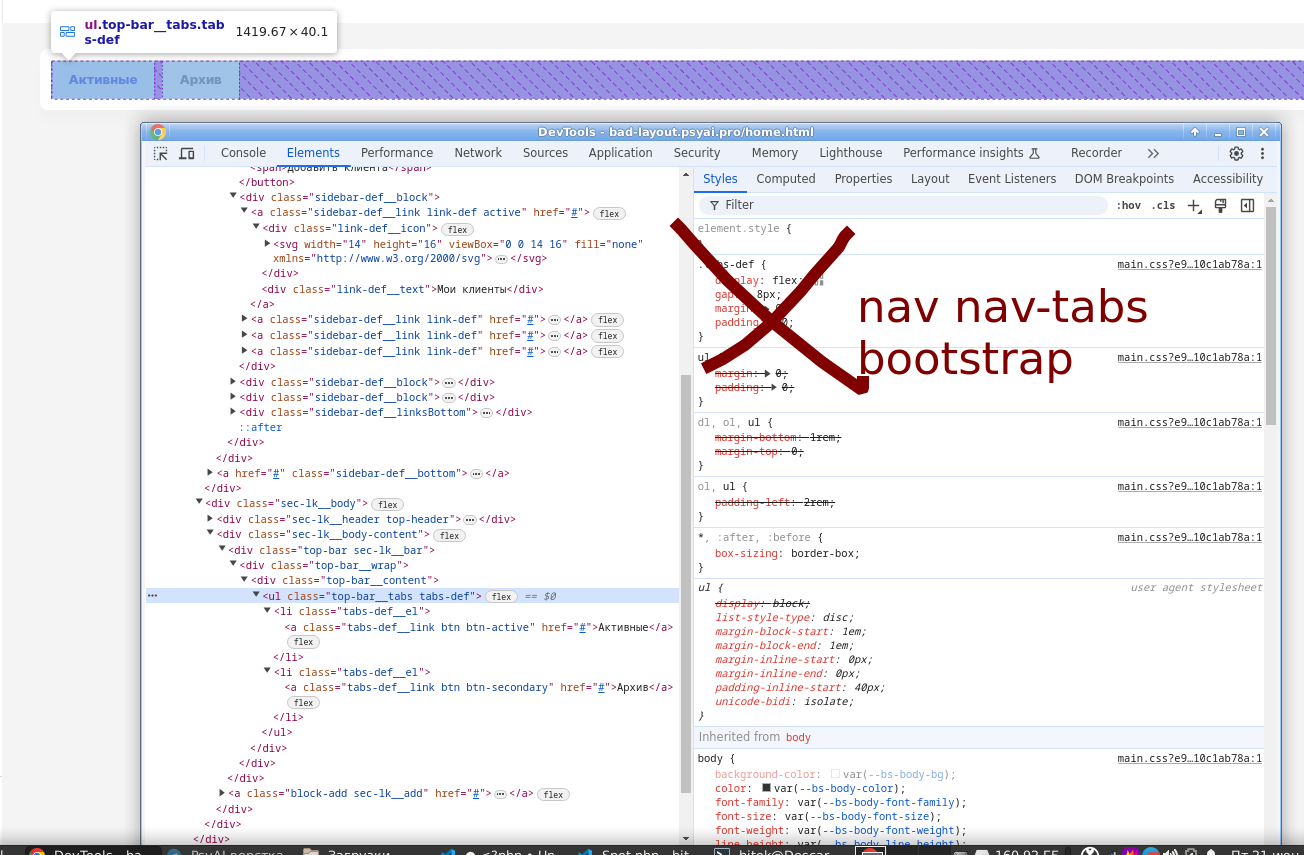 ul.top-bar__tabs.tab
s-def
1419.67 × 40.1
Активные
Архив
DevTools - bad-layout.psyai.pro/home.html
Console Elements Performance Network Sources Application Security Memory Lighthouse Performance insights Recorder
<span>Добавить клиента</span>
</button>
<div class="sidebar-def__block">
<a class="sidebar-def__link link-def active" href="#"> flex
<div class="link-def__icon"> flex
<svg width="14" height="16" viewBox="0 0 14 16" fill="none"
xmlns="http://www.w3.org/2000/svg"> … </svg>
</div>
<div class="link-def__text">Мои клиенты</div>
</a>
<a class="sidebar-def__link link-def" href="#"> … </a> flex
<a class="sidebar-def__link link-def" href="#"> … </a> flex
<a class="sidebar-def__link link-def" href="#"> … </a> flex
</div>
<div class="sidebar-def__block"> … </div>
<div class="sidebar-def__block"> … </div>
<div class="sidebar-def__linksBottom"> … </div>
::after
</div>
</div>
<a href="#" class="sidebar-def__bottom"> … </a>
</div>
<div class="sec-lk__body"> flex
<div class="sec-lk__header top-header"> … </div>
<div class="sec-lk__body-content"> flex
<div class="top-bar sec-lk__bar">
<div class="top-bar__wrap">
<div class="top-bar__content">
<ul class="top-bar__tabs tabs-def"> flex == $0
<li class="tabs-def__el">
<a class="tabs-def__link btn btn-active" href="#">Активные</a>
flex
</li>
<li class="tabs-def__el">
<a class="tabs-def__link btn btn-secondary" href="#">Архив</a>
flex
</li>
</ul>
</div>
</div>
</div>
<a class="block-add sec-lk__add" href="#"> … </a> flex
</div>
</div>
</div>
Styles Computed Properties Layout Event Listeners DOM Breakpoints Accessibility
Filter
:hov .cls
element.style {
-def { main.css?e9…10c1ab78a:1
display: flex;
gap: 8px;
margin
padding 0;
}
nav nav-tabs
bootstrap
ul main.css?e9…10c1ab78a:1
margin: 0;
padding: 0;
}
dl, ol, ul { main.css?e9…10c1ab78a:1
margin-bottom: 1rem;
margin-top: 0;
}
ol, ul { main.css?e9…10c1ab78a:1
padding-left: 2rem;
}
*, :after, :before { main.css?e9…10c1ab78a:1
box-sizing: border-box;
}
ul { user agent stylesheet
display: block;
list-style-type: disc;
margin-block-start: 1em;
margin-block-end: 1em;
margin-inline-start: 0px;
margin-inline-end: 0px;
padding-inline-start: 40px;
unicode-bidi: isolate;
}
Inherited from body
body { main.css?e9…10c1ab78a:1
background-color: var(--bs-body-bg);
color: var(--bs-body-color);
font-family: var(--bs-body-font-family);
font-size: var(--bs-body-font-size);
font-weight: var(--bs-body-font-weight);